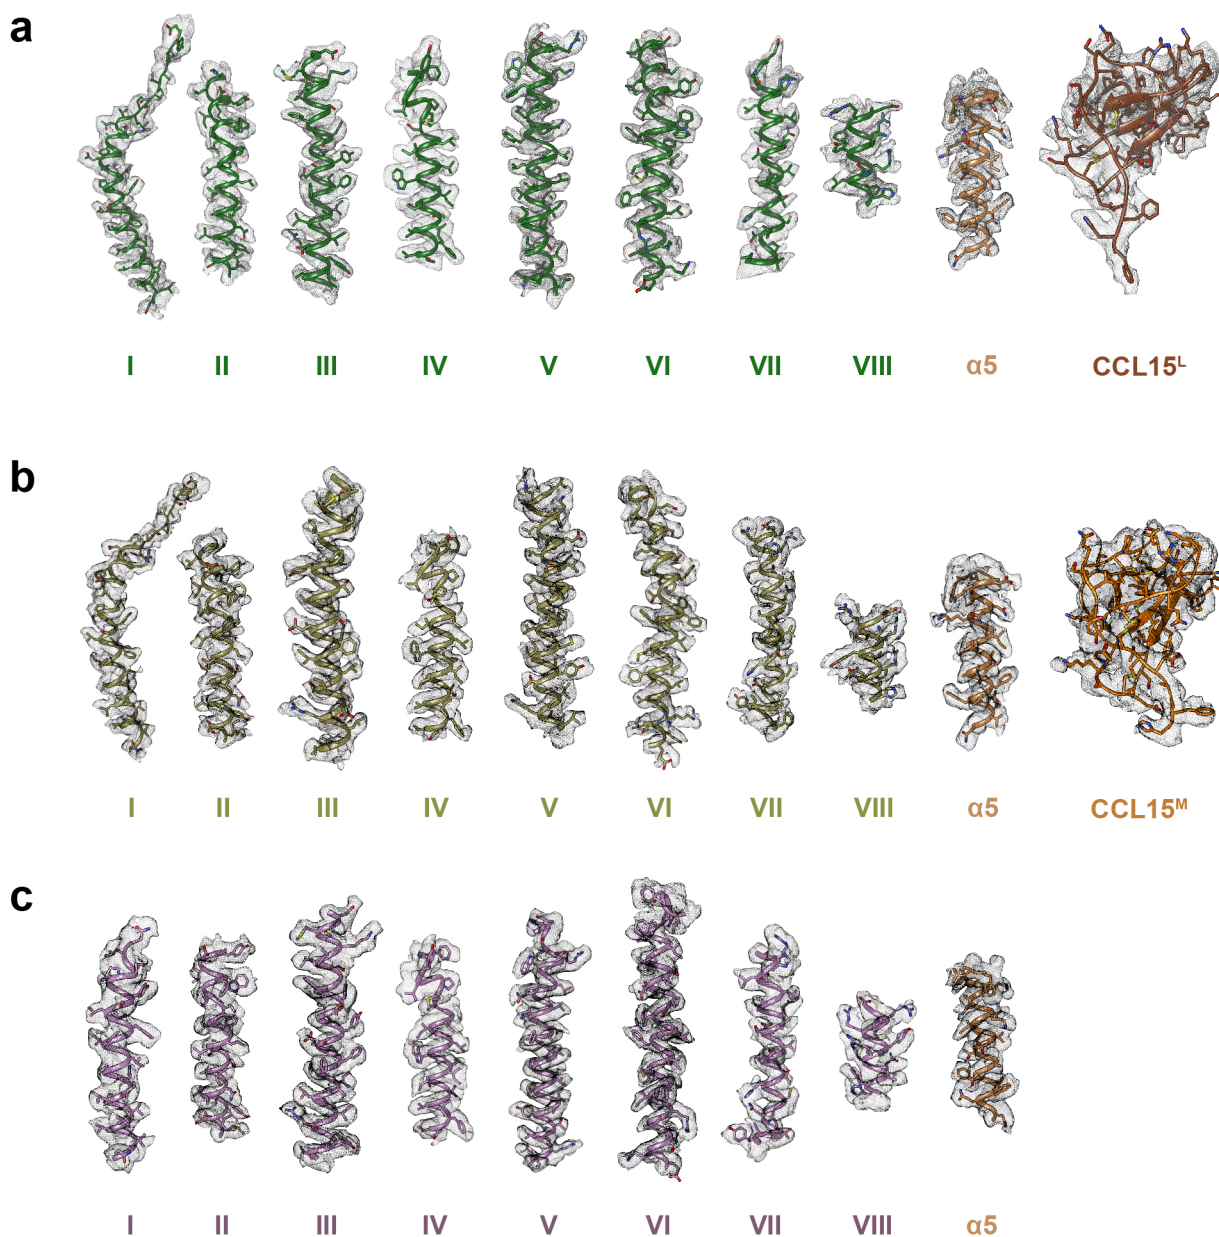 a
I II III IV V VI VII VIII α5 CCL15ᴸ
b
I II III IV V VI VII VIII α5 CCL15ᴹ
c
I II III IV V VI VII VIII α5